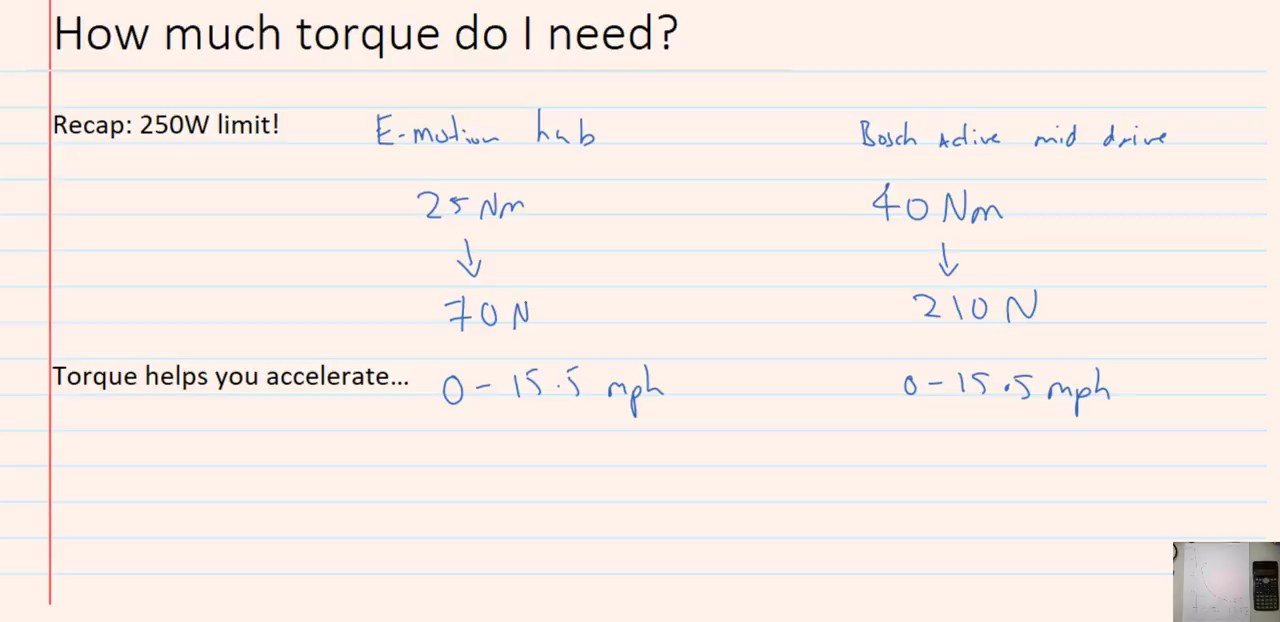 How much torque do I need?
Recap: 250W limit! E-motion hub Bosch Active mid drive
25 Nm 40 Nm
↓ ↓
70 N 210 N
Torque helps you accelerate... 0 - 15.5 mph 0 - 15.5 mph